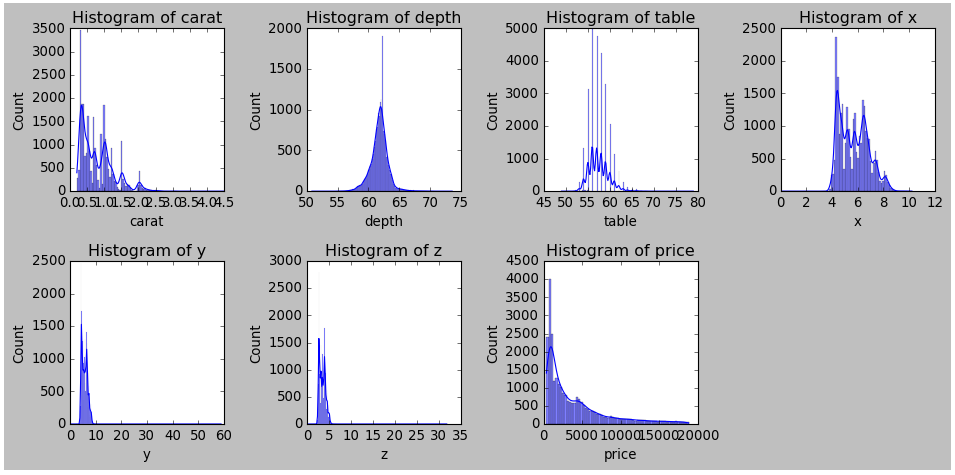 Histogram of carat
3500
3000
2500
2000
1500
1000
500
0
Count
0.0 0.5 1.0 1.5 2.0 2.5 3.0 3.5 4.0 4.5
carat
Histogram of depth
2000
1500
1000
500
0
Count
50 55 60 65 70 75
depth
Histogram of table
5000
4000
3000
2000
1000
0
Count
45 50 55 60 65 70 75 80
table
Histogram of x
2500
2000
1500
1000
500
0
Count
0 2 4 6 8 10 12
x
Histogram of y
2500
2000
1500
1000
500
0
Count
0 10 20 30 40 50 60
y
Histogram of z
3000
2500
2000
1500
1000
500
0
Count
0 5 10 15 20 25 30 35
z
Histogram of price
4500
4000
3500
3000
2500
2000
1500
1000
500
0
Count
0 5000 10000 15000 20000
price